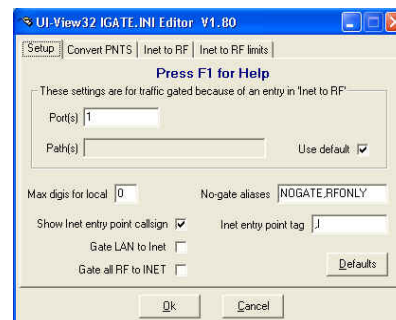 UI-View32 IGATE.INI Editor V1.80
Setup Convert PNTS Inet to RF Inet to RF limits
Press F1 for Help
These settings are for traffic gated because of an entry in 'Inet to RF'
Port(s) 1
Path(s) Use default
Max digis for local 0 No-gate aliases NOGATE,RFONLY
Show Inet entry point callsign Inet entry point tag ,I
Gate LAN to Inet
Gate all RF to INET Defaults
Ok Cancel